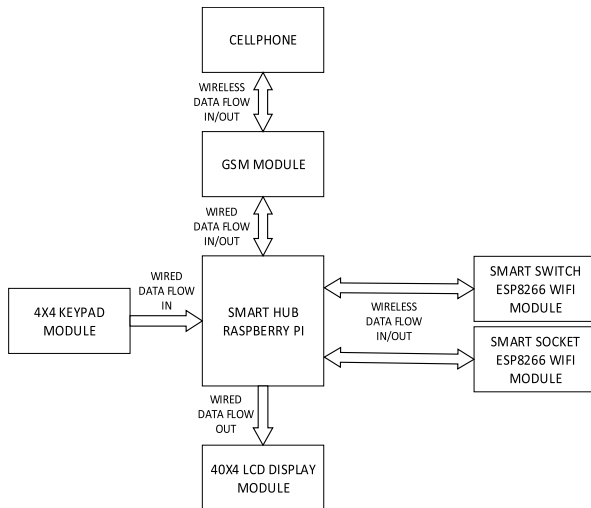 CELLPHONE
WIRELESS
DATA FLOW
IN/OUT
GSM MODULE
WIRED
DATA FLOW
IN/OUT
4X4 KEYPAD
MODULE
WIRED
DATA FLOW
IN
SMART HUB
RASPBERRY PI
WIRELESS
DATA FLOW
IN/OUT
SMART SWITCH
ESP8266 WIFI
MODULE
SMART SOCKET
ESP8266 WIFI
MODULE
WIRED
DATA FLOW
OUT
40X4 LCD DISPLAY
MODULE